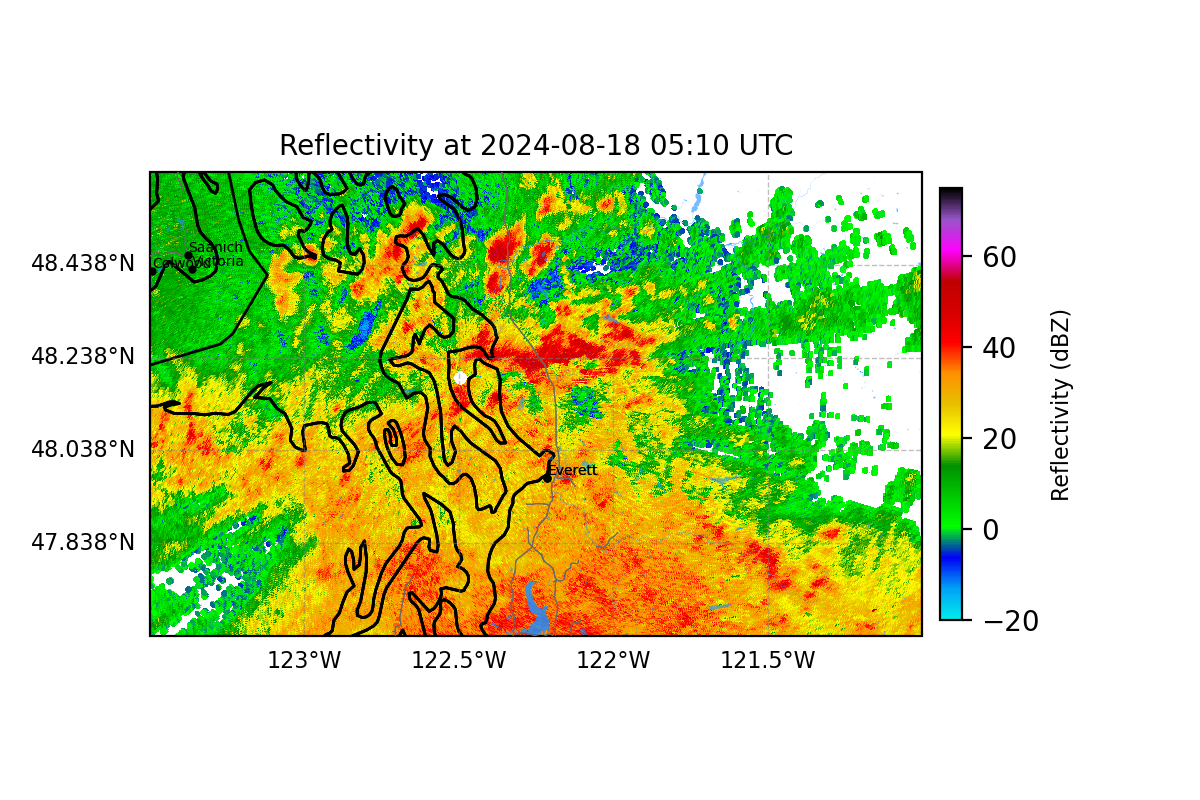 Reflectivity at 2024-08-18 05:10 UTC
Saanich
Colwood
Victoria
Everett
48.438°N
48.238°N
48.038°N
47.838°N
123°W
122.5°W
122°W
121.5°W
60
40
20
0
−20
Reflectivity (dBZ)